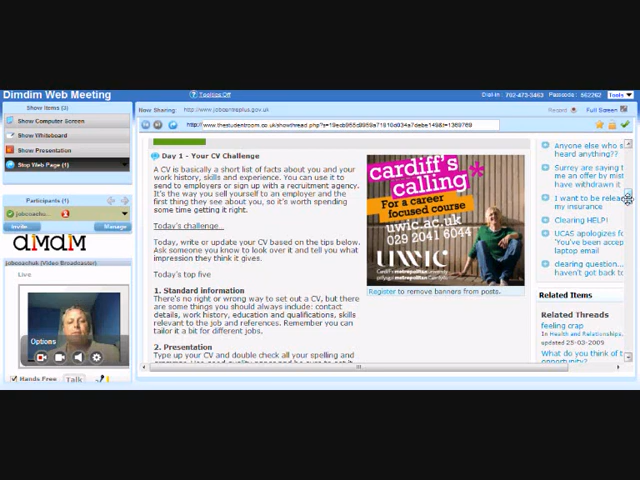 Dimdim Web Meeting
Tooltips Off
Dial-in: 702-473-3463 Passcode: 562262
Tools
Show Items (3)
Now Sharing: http://www.jobcentreplus.gov.uk
Record
Full Screen
Show Computer Screen
Show Whiteboard
Show Presentation
Stop Web Page (1)
Participants (1)
jobcoachu...
2
Invite...
Manage
dimdim
jobcoachuk (Video Broadcaster)
Live
Options
Hands Free
Talk
Day 1 - Your CV Challenge
A CV is basically a short list of facts about you and your
work history, skills and experience. You can use it to
send to employers or sign up with a recruitment agency.
It's the way you sell yourself to an employer and the
first thing they see about you, so it's worth spending
some time getting it right.
Today's challenge...
Today, write or update your CV based on the tips below.
Ask someone you know to look over it and tell you what
impression they think it gives.
Today's top five
1. Standard information
There's no right or wrong way to set out a CV, but there
are some things you should always include: contact
details, work history, education and qualifications, skills
relevant to the job and references. Remember you can
tailor it a bit for different jobs.
2. Presentation
Type up your CV and double check all your spelling and
cardiff's
calling*
For a career
focused course
uwic.ac.uk
029 2041 6044
UWIC
Register to remove banners from posts.
Anyone else who s
heard anything??
Surrey are saying t
me an offer by mist
have withdrawn it
I want to be releas
my insurance
Clearing HELP!
UCAS apologizes fo
'You've been accep
laptop email
clearing question...
haven't got back to
Related Items
Related Threads
feeling crap
in Health and Relationships
updated 25-03-2009
What do you think of t
opportunity?